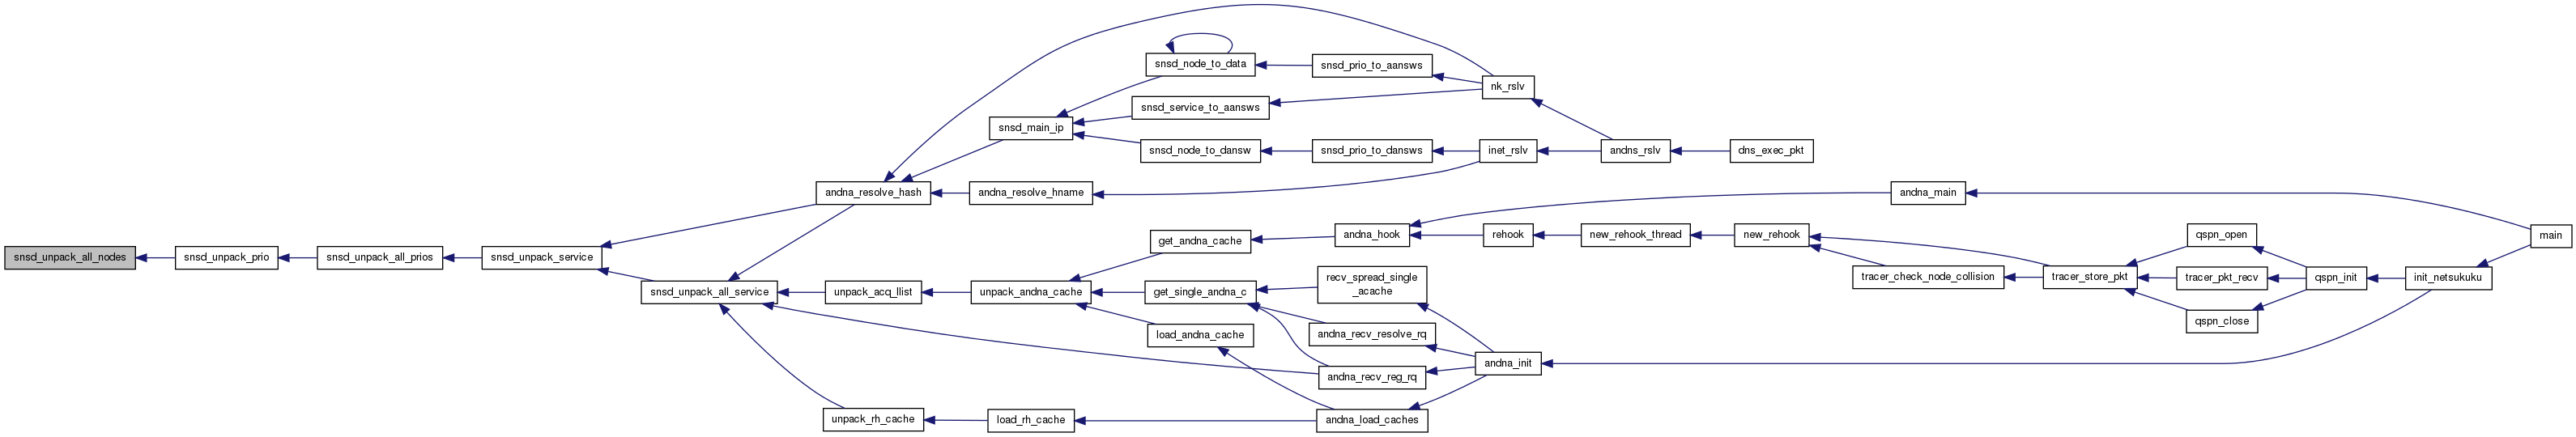 snsd_unpack_all_nodes
snsd_unpack_prio
snsd_unpack_all_prios
snsd_unpack_service
andna_resolve_hash
snsd_main_ip
snsd_node_to_data
snsd_prio_to_aansws
nk_rslv
snsd_service_to_aansws
snsd_node_to_dansw
snsd_prio_to_dansws
inet_rslv
andns_rslv
dns_exec_pkt
andna_resolve_hname
snsd_unpack_all_service
unpack_acq_llist
unpack_andna_cache
get_andna_cache
andna_hook
andna_main
main
rehook
new_rehook_thread
new_rehook
tracer_check_node_collision
tracer_store_pkt
qspn_open
tracer_pkt_recv
qspn_close
qspn_init
init_netsukuku
get_single_andna_c
recv_spread_single
_acache
andna_recv_resolve_rq
andna_recv_reg_rq
andna_init
load_andna_cache
andna_load_caches
unpack_rh_cache
load_rh_cache